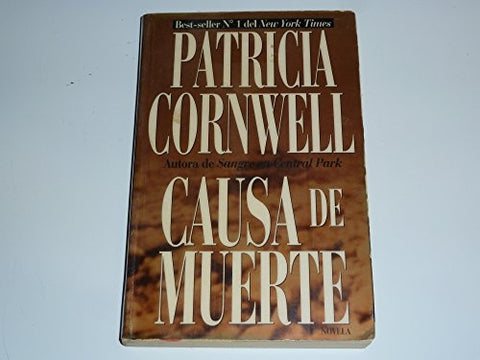 Best-seller Nº 1 del New York Times
PATRICIA
CORNWELL
Autora de Sangre en Central Park
CAUSA DE
MUERTE
NOVELA